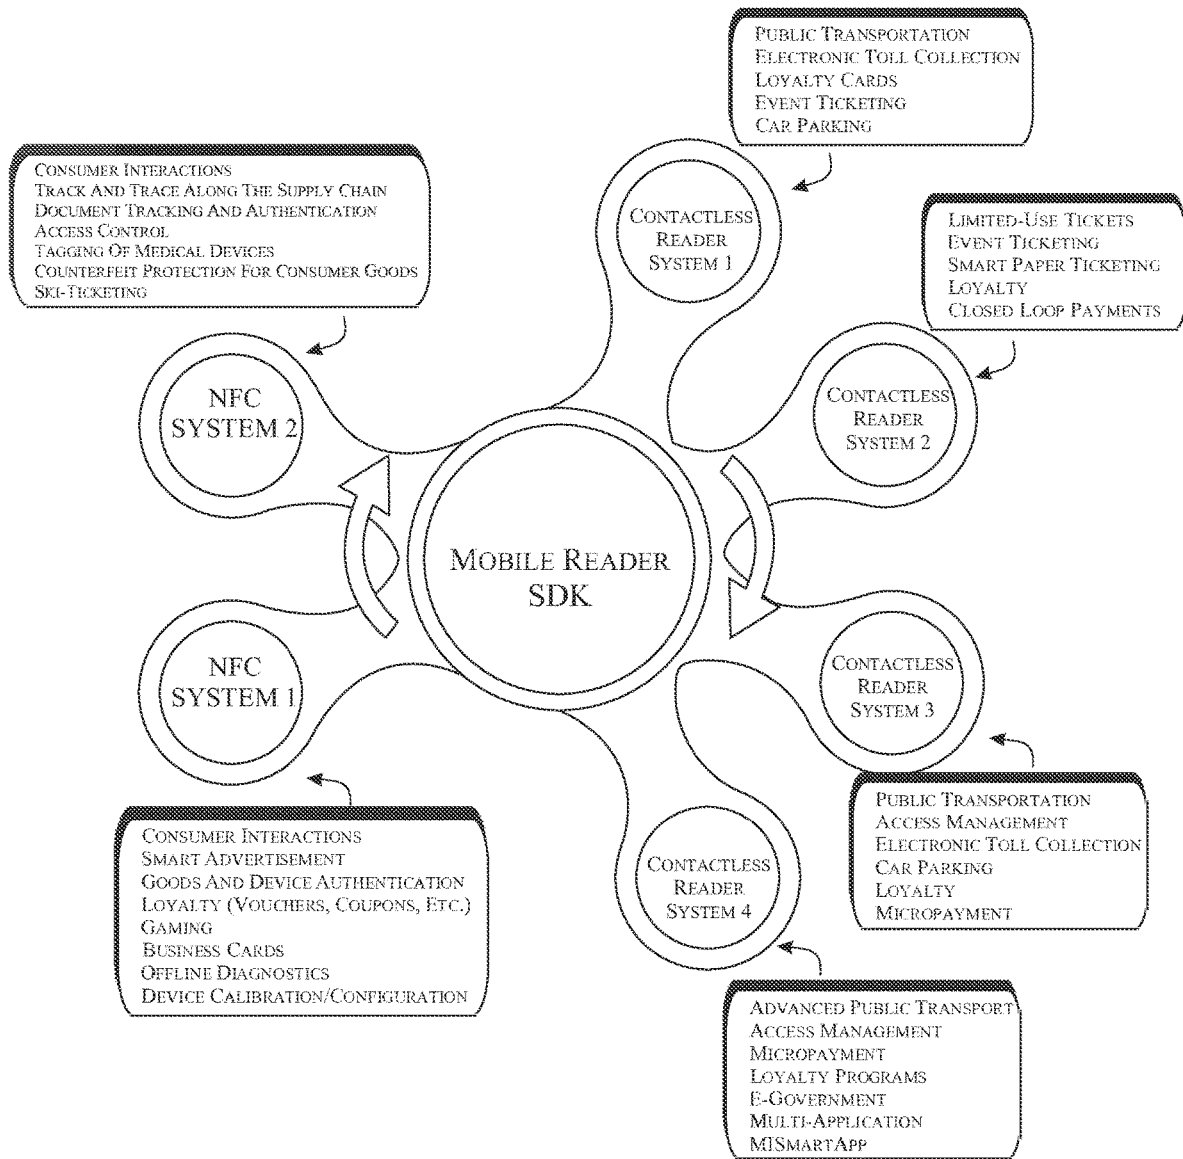 Public Transportation
Electronic Toll Collection
Loyalty Cards
Event Ticketing
Car Parking
Consumer Interactions
Track And Trace Along The Supply Chain
Document Tracking And Authentication
Access Control
Tagging Of Medical Devices
Counterfeit Protection For Consumer Goods
Ski-Ticketing
Contactless
Reader
System 1
Limited-Use Tickets
Event Ticketing
Smart Paper Ticketing
Loyalty
Closed Loop Payments
NFC
SYSTEM 2
Contactless
Reader
System 2
Mobile Reader
SDK
NFC
SYSTEM 1
Contactless
Reader
System 3
Public Transportation
Access Management
Electronic Toll Collection
Car Parking
Loyalty
Micropayment
Consumer Interactions
Smart Advertisement
Goods And Device Authentication
Loyalty (Vouchers, Coupons, Etc.)
Gaming
Business Cards
Offline Diagnostics
Device Calibration/Configuration
Contactless
Reader
System 4
Advanced Public Transport
Access Management
Micropayment
Loyalty Programs
E-Government
Multi-Application
MISmartApp